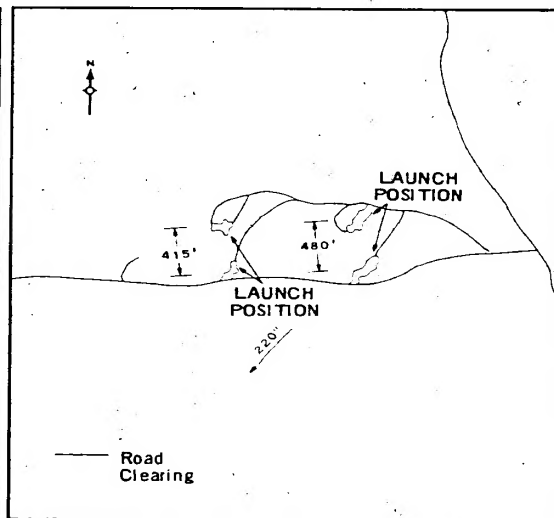 N
LAUNCH
POSITION
415'
480'
LAUNCH
POSITION
220"
Road
Clearing